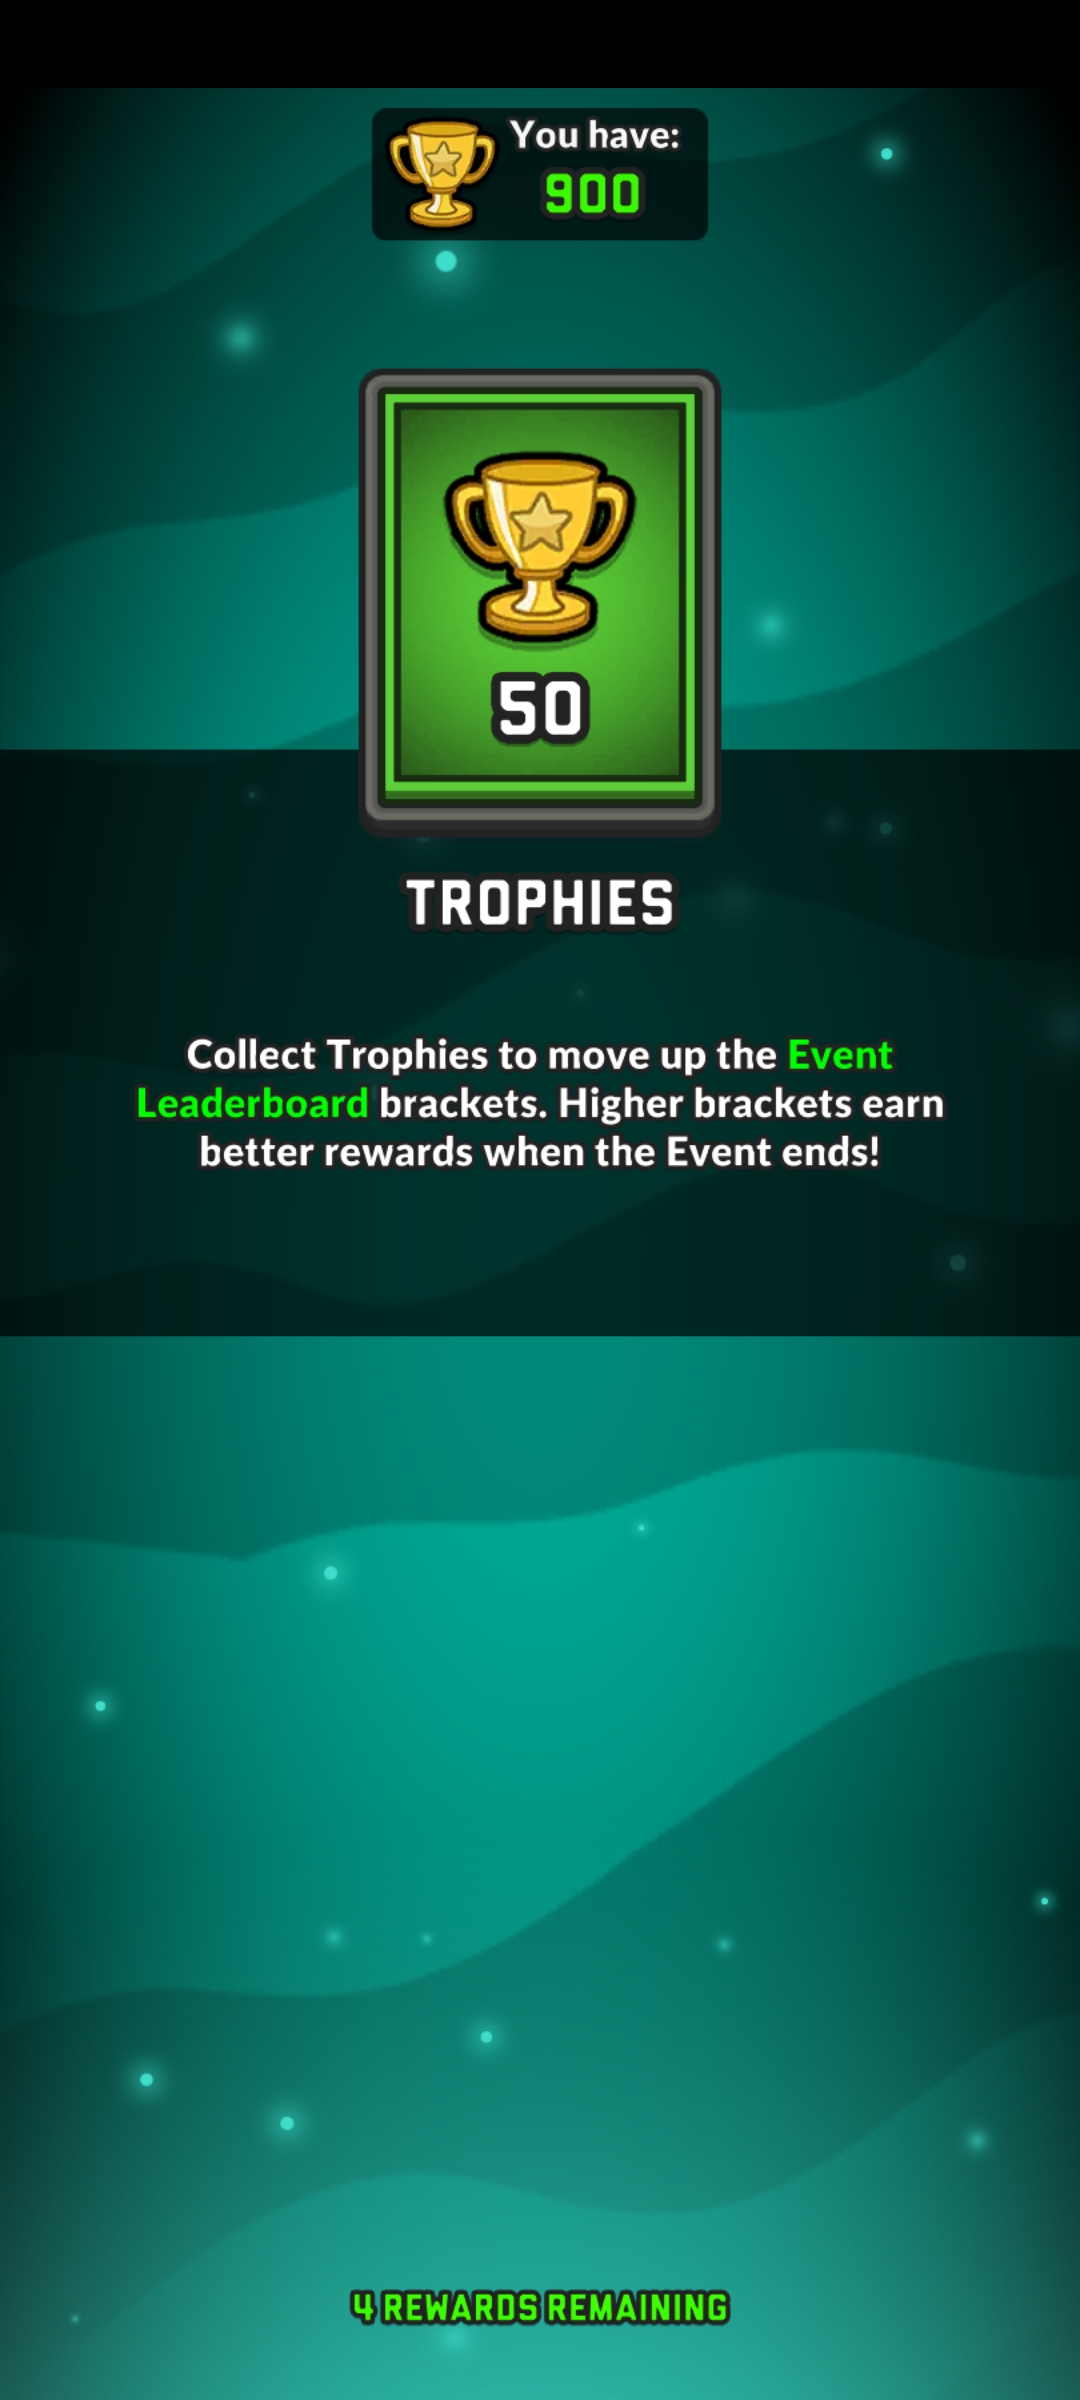 You have:
900
50
TROPHIES
Collect Trophies to move up the Event
Leaderboard brackets. Higher brackets earn
better rewards when the Event ends!
4 REWARDS REMAINING